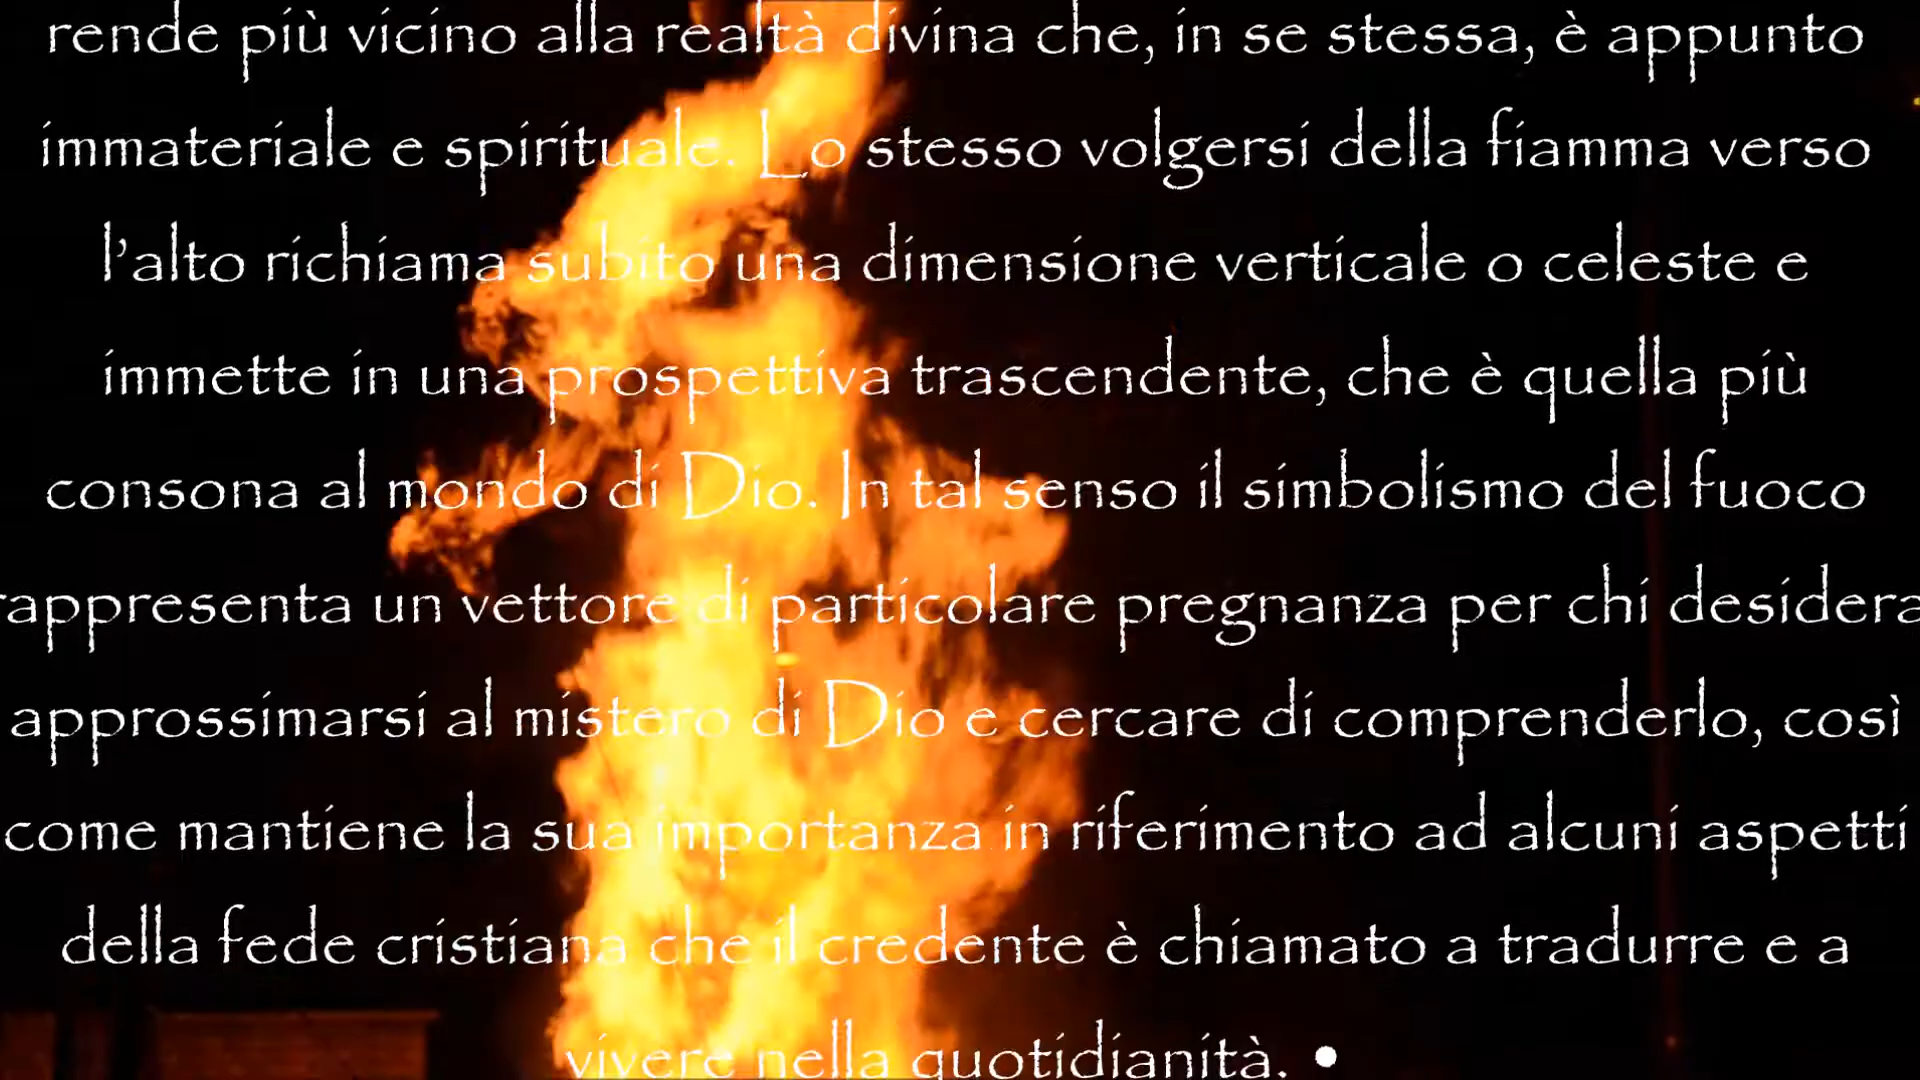 rende più vicino alla realtà divina che, in se stessa, è appunto
immateriale e spirituale. Lo stesso volgersi della fiamma verso
l'alto richiama subito una dimensione verticale o celeste e
immette in una prospettiva trascendente, che è quella più
consona al mondo di Dio. In tal senso il simbolismo del fuoco
rappresenta un vettore di particolare pregnanza per chi desidera
approssimarsi al mistero di Dio e cercare di comprenderlo, così
come mantiene la sua importanza in riferimento ad alcuni aspetti
della fede cristiana che il credente è chiamato a tradurre e a
vivere nella quotidianità. •